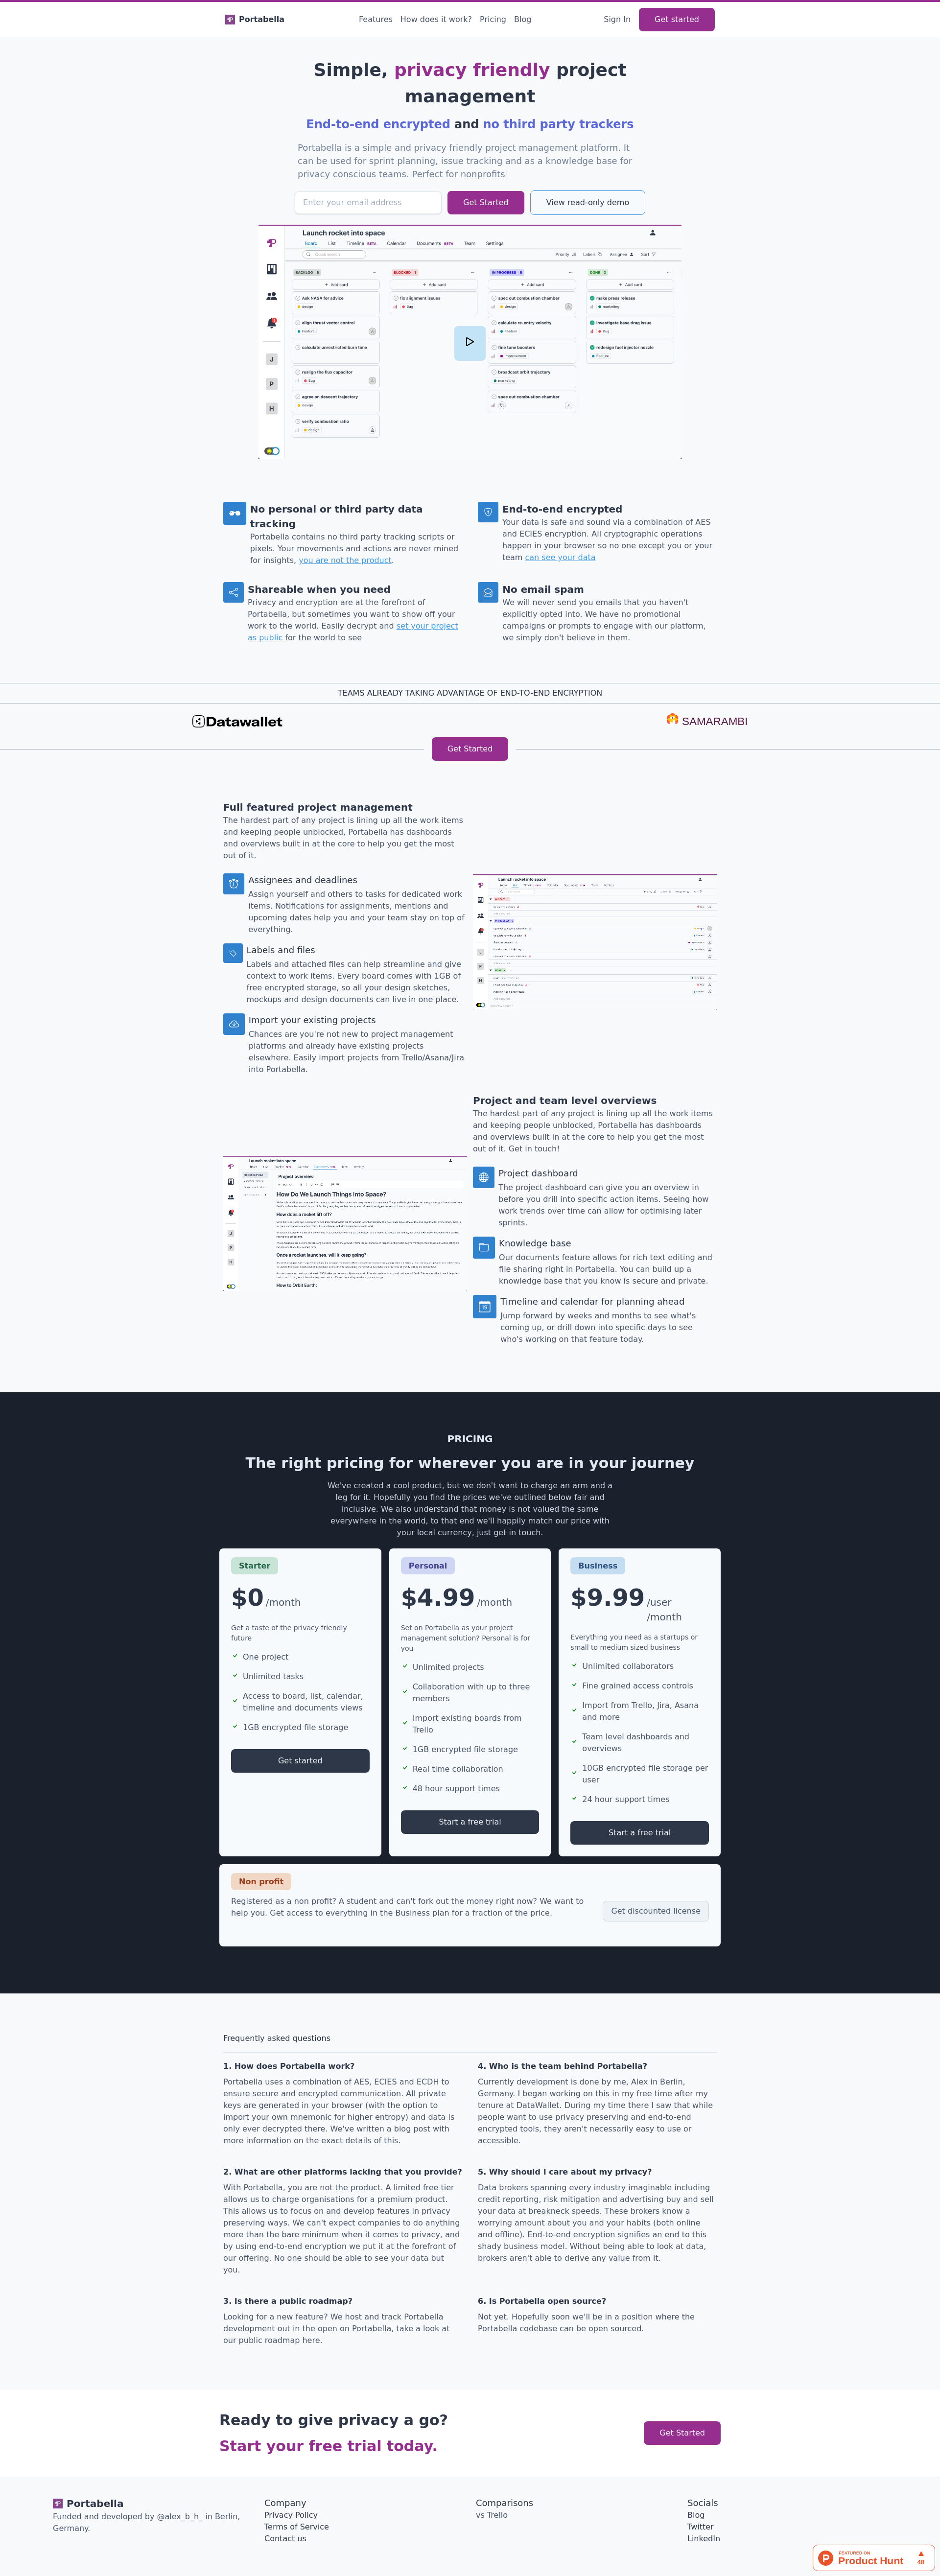 Portabella
Features How does it work? Pricing Blog
Sign In Get started
Simple, privacy friendly project
management
End-to-end encrypted and no third party trackers
Portabella is a simple and privacy friendly project management platform. It
can be used for sprint planning, issue tracking and as a knowledge base for
privacy conscious teams. Perfect for nonprofits
Enter your email address Get Started View read-only demo
Launch rocket into space
Board List Timeline BETA Calendar Documents BETA Team Settings
Quick search Priority Labels Assignee Sort
BACKLOG 6
+ Add card
Ask NASA for advice
design
align thrust vector control
Feature
calculate unrestricted burn time
realign the flux capacitor
Bug
agree on descent trajectory
design
verify combustion ratio
design
BLOCKED 1
+ Add card
fix alignment issues
Bug
IN PROGRESS 5
+ Add card
spec out combustion chamber
design
calculate re-entry velocity
Feature
fine tune boosters
Improvement
broadcast orbit trajectory
marketing
spec out combustion chamber
DONE 3
+ Add card
make press release
marketing
investigate base drag issue
Bug
redesign fuel injector nozzle
Feature
J
P
H
No personal or third party data
tracking
Portabella contains no third party tracking scripts or
pixels. Your movements and actions are never mined
for insights, you are not the product.
End-to-end encrypted
Your data is safe and sound via a combination of AES
and ECIES encryption. All cryptographic operations
happen in your browser so no one except you or your
team can see your data
Shareable when you need
Privacy and encryption are at the forefront of
Portabella, but sometimes you want to show off your
work to the world. Easily decrypt and set your project
as public for the world to see
No email spam
We will never send you emails that you haven't
explicitly opted into. We have no promotional
campaigns or prompts to engage with our platform,
we simply don't believe in them.
TEAMS ALREADY TAKING ADVANTAGE OF END-TO-END ENCRYPTION
Datawallet
SAMARAMBI
Get Started
Full featured project management
The hardest part of any project is lining up all the work items
and keeping people unblocked, Portabella has dashboards
and overviews built in at the core to help you get the most
out of it.
Assignees and deadlines
Assign yourself and others to tasks for dedicated work
items. Notifications for assignments, mentions and
upcoming dates help you and your team stay on top of
everything.
Labels and files
Labels and attached files can help streamline and give
context to work items. Every board comes with 1GB of
free encrypted storage, so all your design sketches,
mockups and design documents can live in one place.
Import your existing projects
Chances are you're not new to project management
platforms and already have existing projects
elsewhere. Easily import projects from Trello/Asana/Jira
into Portabella.
Launch rocket into space
J
P
H
Project and team level overviews
The hardest part of any project is lining up all the work items
and keeping people unblocked, Portabella has dashboards
and overviews built in at the core to help you get the most
out of it. Get in touch!
Project dashboard
The project dashboard can give you an overview in
before you drill into specific action items. Seeing how
work trends over time can allow for optimising later
sprints.
Knowledge base
Our documents feature allows for rich text editing and
file sharing right in Portabella. You can build up a
knowledge base that you know is secure and private.
Timeline and calendar for planning ahead
Jump forward by weeks and months to see what's
coming up, or drill down into specific days to see
who's working on that feature today.
Launch rocket into space
Project overview
How Do We Launch Things into Space?
How does a rocket lift off?
Once a rocket launches, will it keep going?
How to Orbit Earth:
J
P
H
PRICING
The right pricing for wherever you are in your journey
We've created a cool product, but we don't want to charge an arm and a
leg for it. Hopefully you find the prices we've outlined below fair and
inclusive. We also understand that money is not valued the same
everywhere in the world, to that end we'll happily match our price with
your local currency, just get in touch.
Starter
$0 /month
Get a taste of the privacy friendly
future
One project
Unlimited tasks
Access to board, list, calendar,
timeline and documents views
1GB encrypted file storage
Get started
Personal
$4.99 /month
Set on Portabella as your project
management solution? Personal is for
you
Unlimited projects
Collaboration with up to three
members
Import existing boards from
Trello
1GB encrypted file storage
Real time collaboration
48 hour support times
Start a free trial
Business
$9.99 /user
/month
Everything you need as a startups or
small to medium sized business
Unlimited collaborators
Fine grained access controls
Import from Trello, Jira, Asana
and more
Team level dashboards and
overviews
10GB encrypted file storage per
user
24 hour support times
Start a free trial
Non profit
Registered as a non profit? A student and can't fork out the money right now? We want to
help you. Get access to everything in the Business plan for a fraction of the price.
Get discounted license
Frequently asked questions
1. How does Portabella work?
Portabella uses a combination of AES, ECIES and ECDH to
ensure secure and encrypted communication. All private
keys are generated in your browser (with the option to
import your own mnemonic for higher entropy) and data is
only ever decrypted there. We've written a blog post with
more information on the exact details of this.
4. Who is the team behind Portabella?
Currently development is done by me, Alex in Berlin,
Germany. I began working on this in my free time after my
tenure at DataWallet. During my time there I saw that while
people want to use privacy preserving and end-to-end
encrypted tools, they aren't necessarily easy to use or
accessible.
2. What are other platforms lacking that you provide?
With Portabella, you are not the product. A limited free tier
allows us to charge organisations for a premium product.
This allows us to focus on and develop features in privacy
preserving ways. We can't expect companies to do anything
more than the bare minimum when it comes to privacy, and
by using end-to-end encryption we put it at the forefront of
our offering. No one should be able to see your data but
you.
5. Why should I care about my privacy?
Data brokers spanning every industry imaginable including
credit reporting, risk mitigation and advertising buy and sell
your data at breakneck speeds. These brokers know a
worrying amount about you and your habits (both online
and offline). End-to-end encryption signifies an end to this
shady business model. Without being able to look at data,
brokers aren't able to derive any value from it.
3. Is there a public roadmap?
Looking for a new feature? We host and track Portabella
development out in the open on Portabella, take a look at
our public roadmap here.
6. Is Portabella open source?
Not yet. Hopefully soon we'll be in a position where the
Portabella codebase can be open sourced.
Ready to give privacy a go?
Start your free trial today.
Get Started
Portabella
Funded and developed by @alex_b_h_ in Berlin,
Germany.
Company
Privacy Policy
Terms of Service
Contact us
Comparisons
vs Trello
Socials
Blog
Twitter
LinkedIn
FEATURED ON
Product Hunt
48